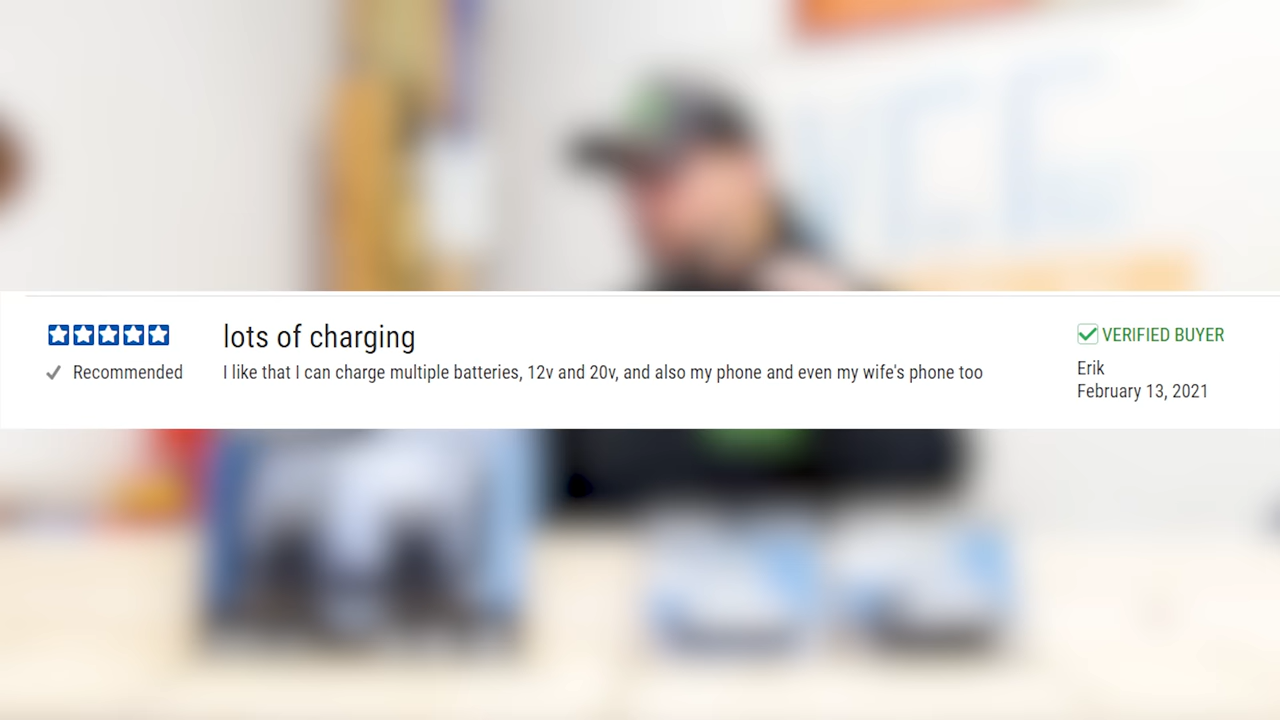 lots of charging
Recommended
I like that I can charge multiple batteries, 12v and 20v, and also my phone and even my wife's phone too
VERIFIED BUYER
Erik
February 13, 2021